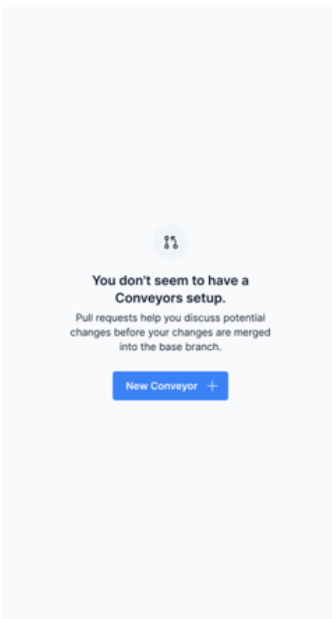 You don't seem to have a
Conveyors setup.
Pull requests help you discuss potential
changes before your changes are merged
into the base branch.
New Conveyor